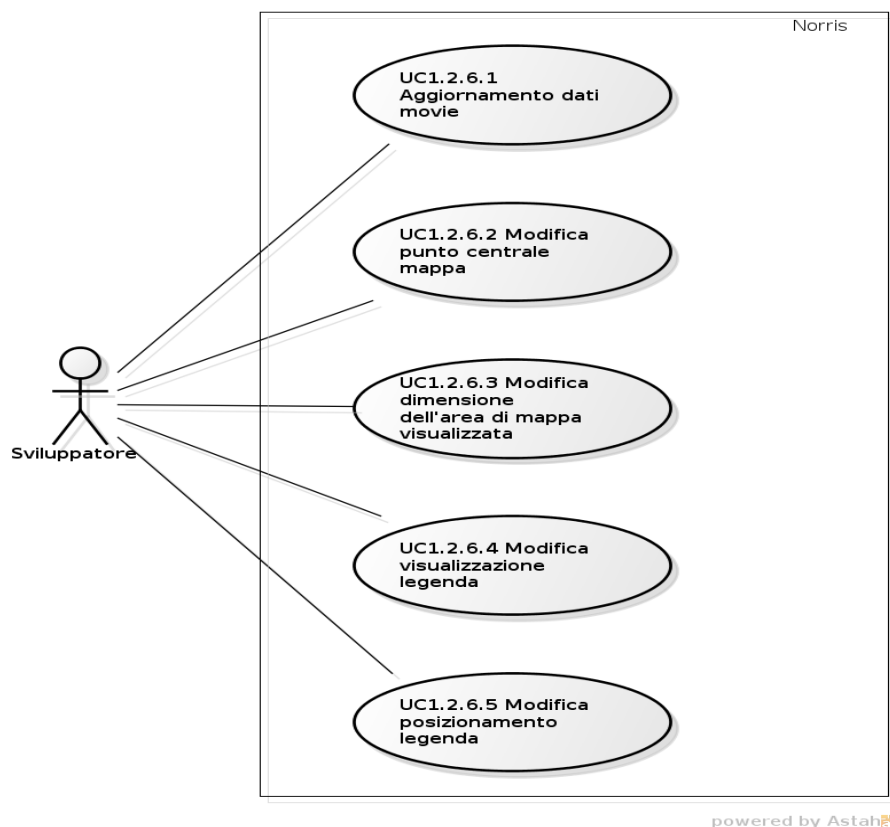 Norris
UC1.2.6.1
Aggiornamento dati
movie
UC1.2.6.2 Modifica
punto centrale
mappa
UC1.2.6.3 Modifica
dimensione
dell'area di mappa
visualizzata
Sviluppatore
UC1.2.6.4 Modifica
visualizzazione
legenda
UC1.2.6.5 Modifica
posizionamento
legenda
powered by Astah